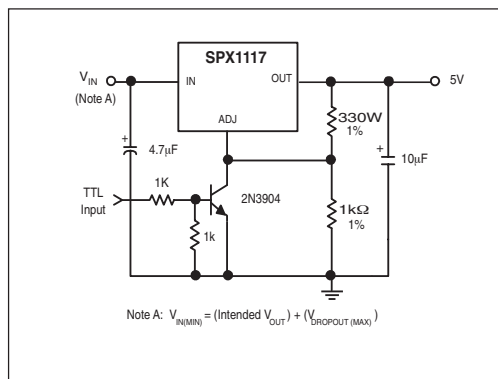 SPX1117
V_IN
IN
OUT
5V
(Note A)
ADJ
330W
1%
4.7µF
10µF
TTL
Input
1K
2N3904
1kΩ
1%
1k
Note A: V_IN(MIN) = (Intended V_OUT) + (V_DROPOUT (MAX))